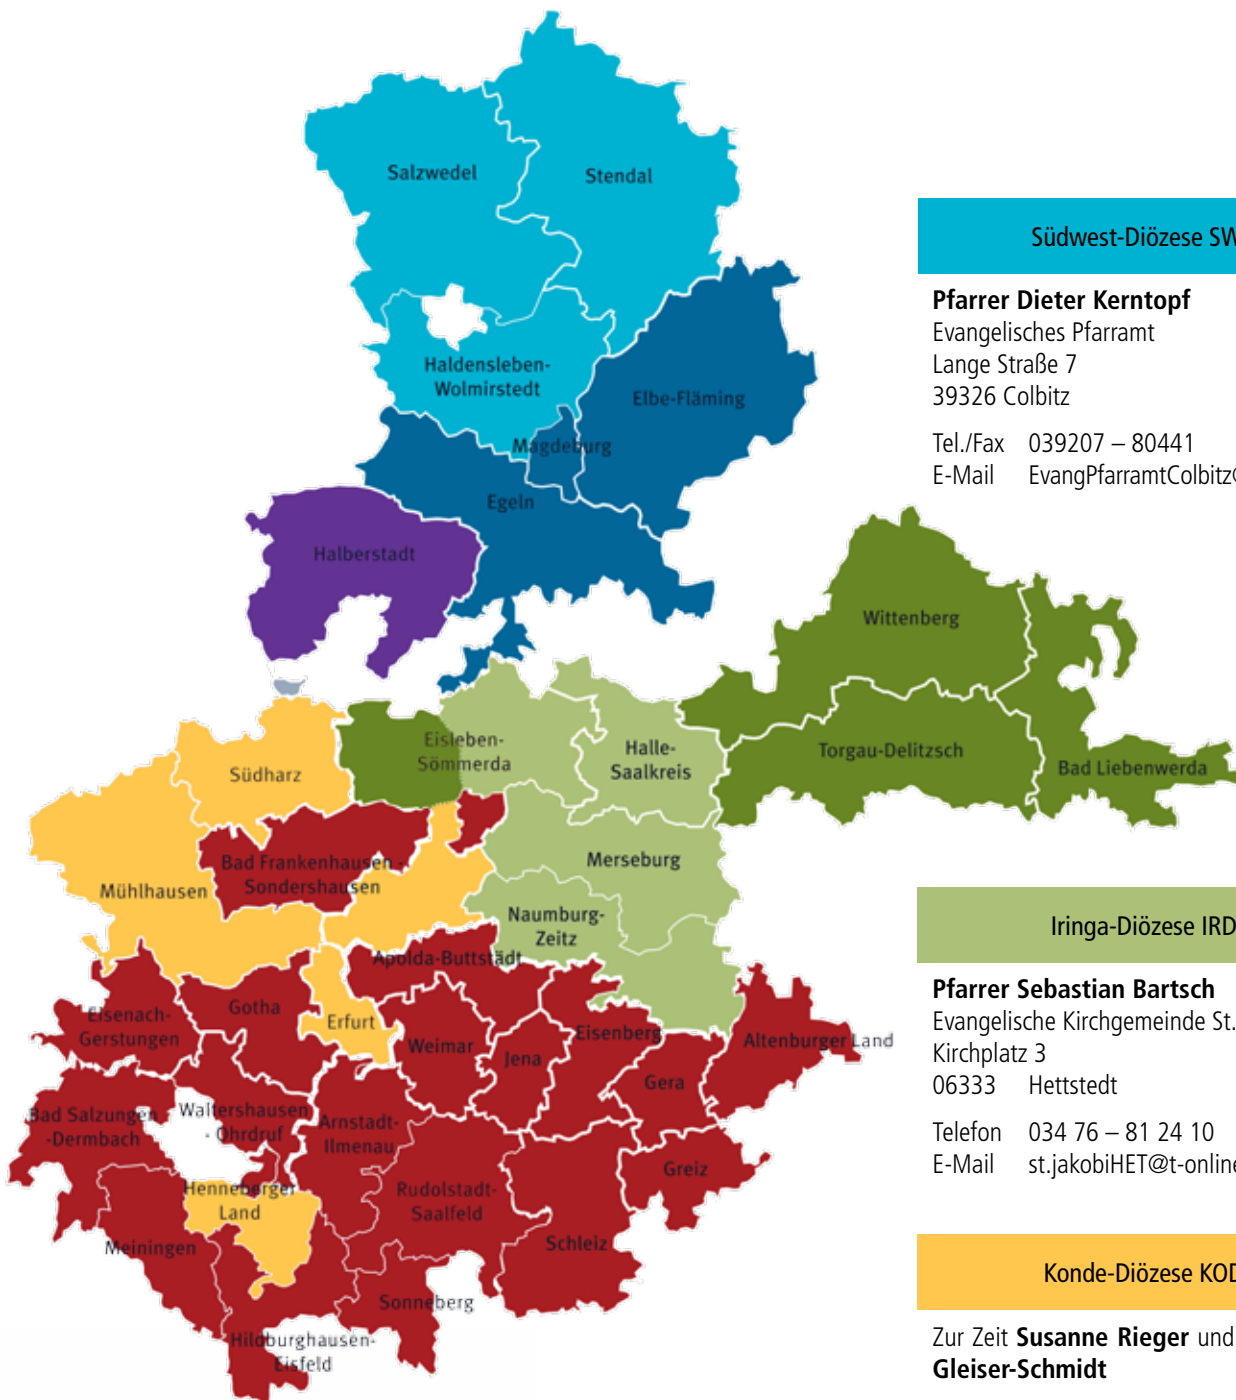 Salzwedel
Stendal
Haldensleben-
Wolmirstedt
Elbe-Fläming
Magdeburg
Egeln
Halberstadt
Wittenberg
Eisleben-
Sömmerda
Halle-
Saalkreis
Torgau-Delitzsch
Bad Liebenwerda
Südharz
Merseburg
Bad Frankenhausen -
Sondershausen
Mühlhausen
Naumburg-
Zeitz
Apolda-Buttstädt
Eisenach-
Gerstungen
Gotha
Erfurt
Weimar
Jena
Eisenberg
Gera
Altenburger Land
Bad Salzungen
-Dermbach
Waltershausen
- Ohrdruf
Arnstadt-
Ilmenau
Greiz
Henneberger
Land
Rudolstadt-
Saalfeld
Meiningen
Schleiz
Sonneberg
Hildburghausen-
Eisfeld
Südwest-Diözese SW
Pfarrer Dieter Kerntopf
Evangelisches Pfarramt
Lange Straße 7
39326 Colbitz
Tel./Fax 039207 – 80441
E-Mail EvangPfarramtColbitz@
Iringa-Diözese IRD
Pfarrer Sebastian Bartsch
Evangelische Kirchgemeinde St.
Kirchplatz 3
06333 Hettstedt
Telefon 034 76 – 81 24 10
E-Mail st.jakobiHET@t-online
Konde-Diözese KOD
Zur Zeit Susanne Rieger und
Gleiser-Schmidt